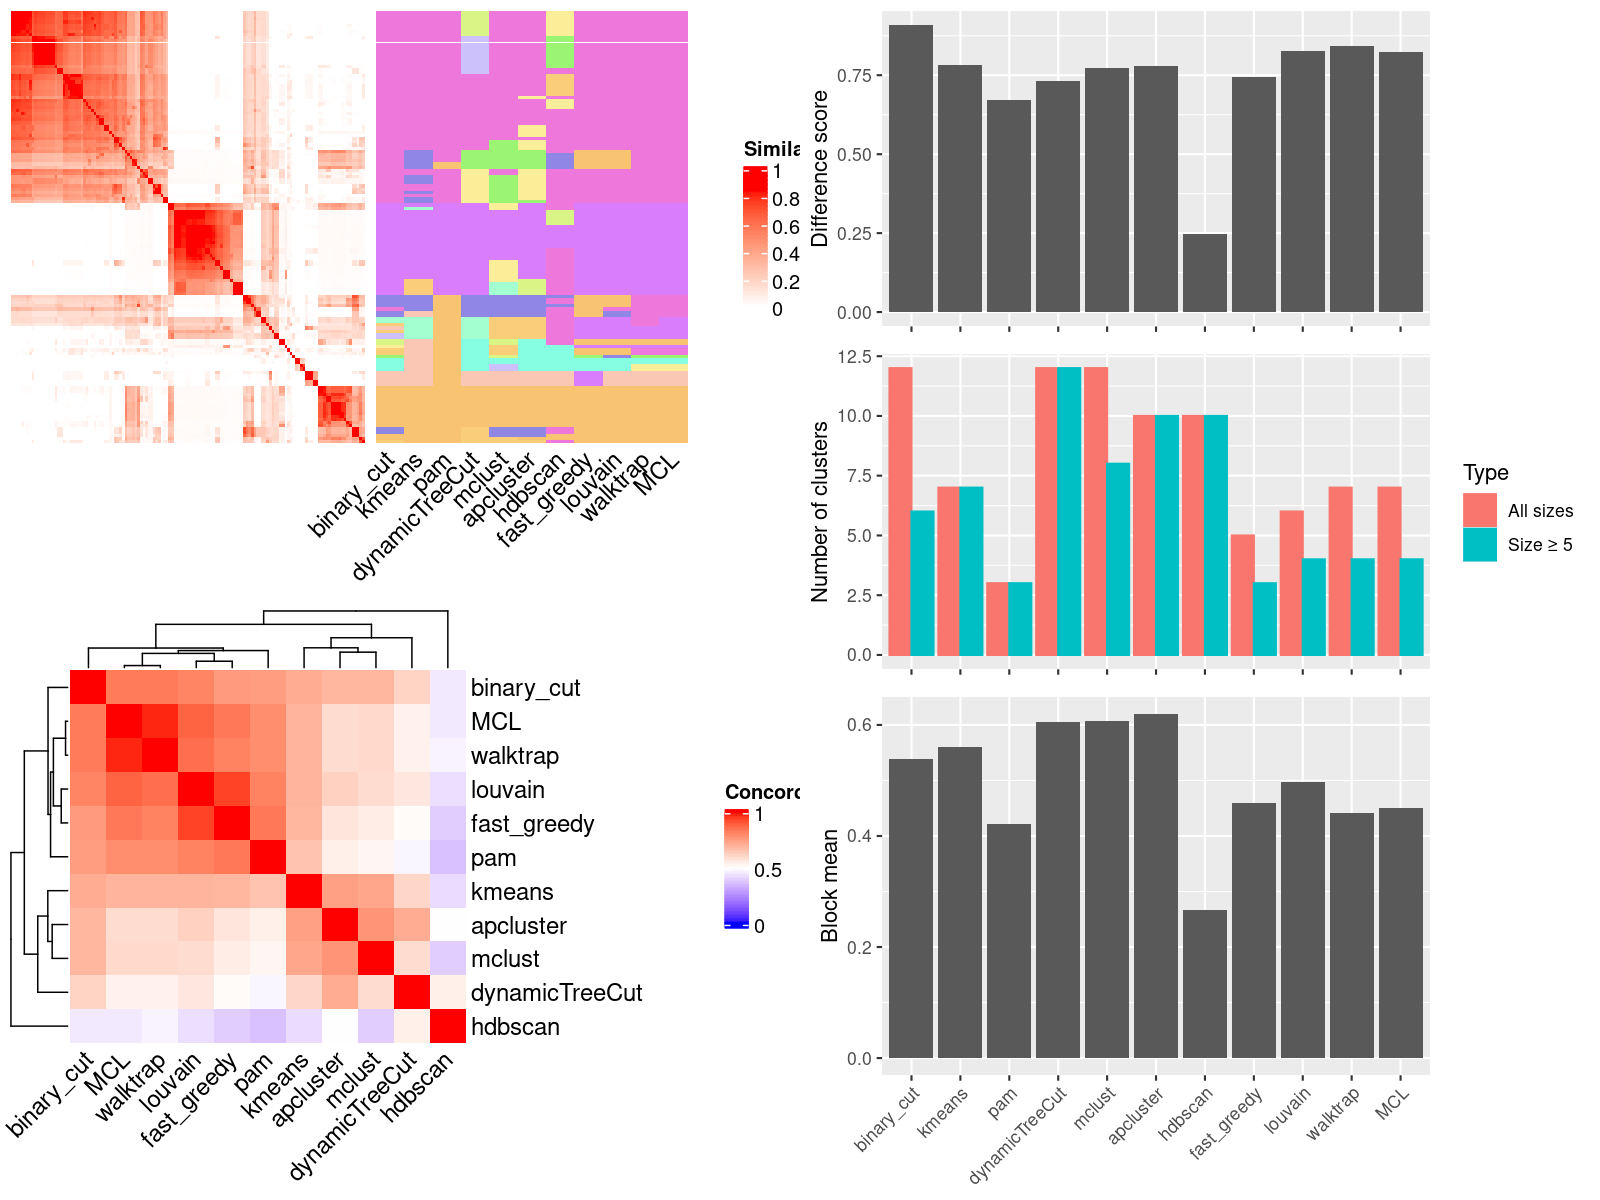 Simila
1
0.8
0.6
0.4
0.2
0
binary_cut
kmeans
pam
dynamicTreeCut
mclust
apcluster
hdbscan
fast_greedy
louvain
walktrap
MCL
Difference score
0.75
0.50
0.25
0.00
Number of clusters
12.5
10.0
7.5
5.0
2.5
0.0
Type
All sizes
Size ≥ 5
binary_cut
MCL
walktrap
louvain
fast_greedy
pam
kmeans
apcluster
mclust
dynamicTreeCut
hdbscan
binary_cut
MCL
walktrap
louvain
fast_greedy
pam
kmeans
apcluster
mclust
dynamicTreeCut
hdbscan
Concord
1
0.5
0
Block mean
0.6
0.4
0.2
0.0
binary_cut
kmeans
pam
dynamicTreeCut
mclust
apcluster
hdbscan
fast_greedy
louvain
walktrap
MCL